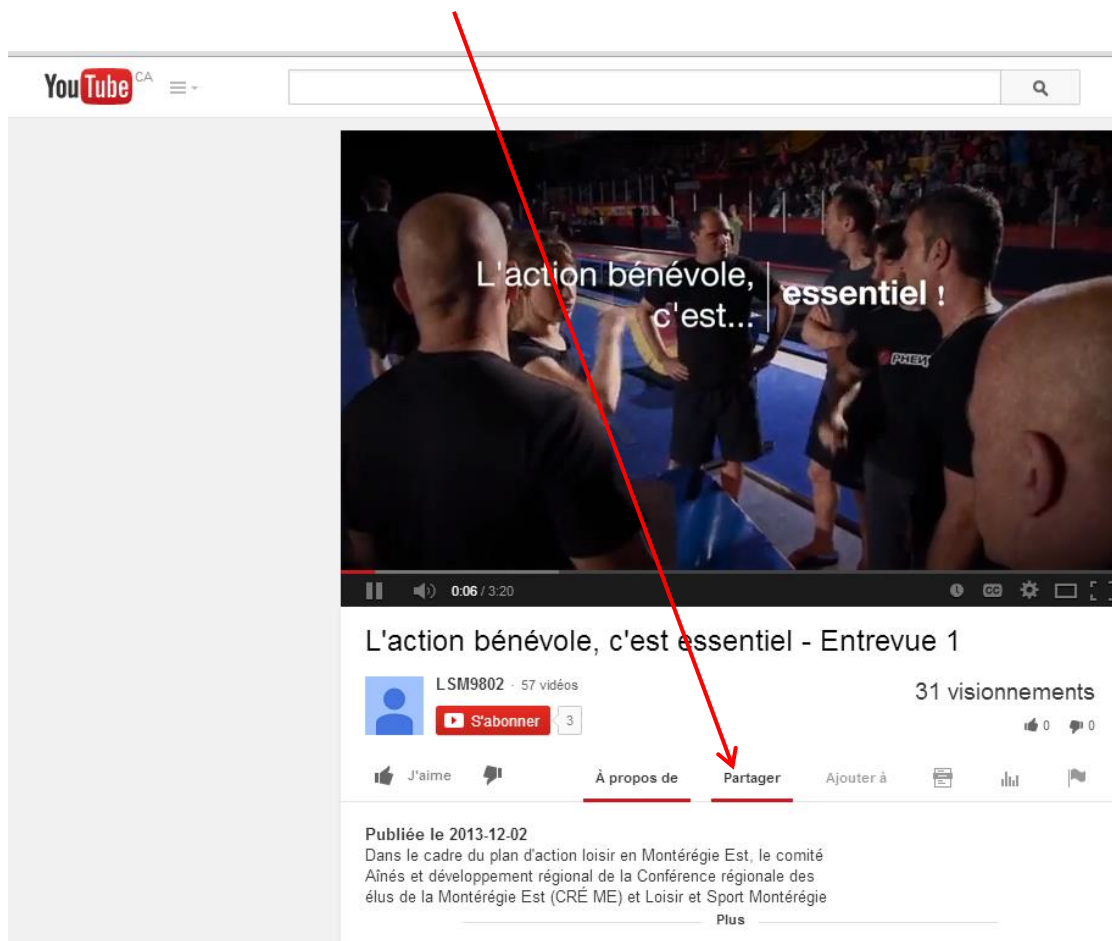 YouTube CA
L'action bénévole,
c'est...
essentiel !
PHEN
0:06 / 3:20
CC
L'action bénévole, c'est essentiel - Entrevue 1
LSM9802 · 57 vidéos
31 visionnements
S'abonner 3
0 0
J'aime
À propos de Partager Ajouter à
Publiée le 2013-12-02
Dans le cadre du plan d'action loisir en Montérégie Est, le comité
Aînés et développement régional de la Conférence régionale des
élus de la Montérégie Est (CRÉ ME) et Loisir et Sport Montérégie
Plus